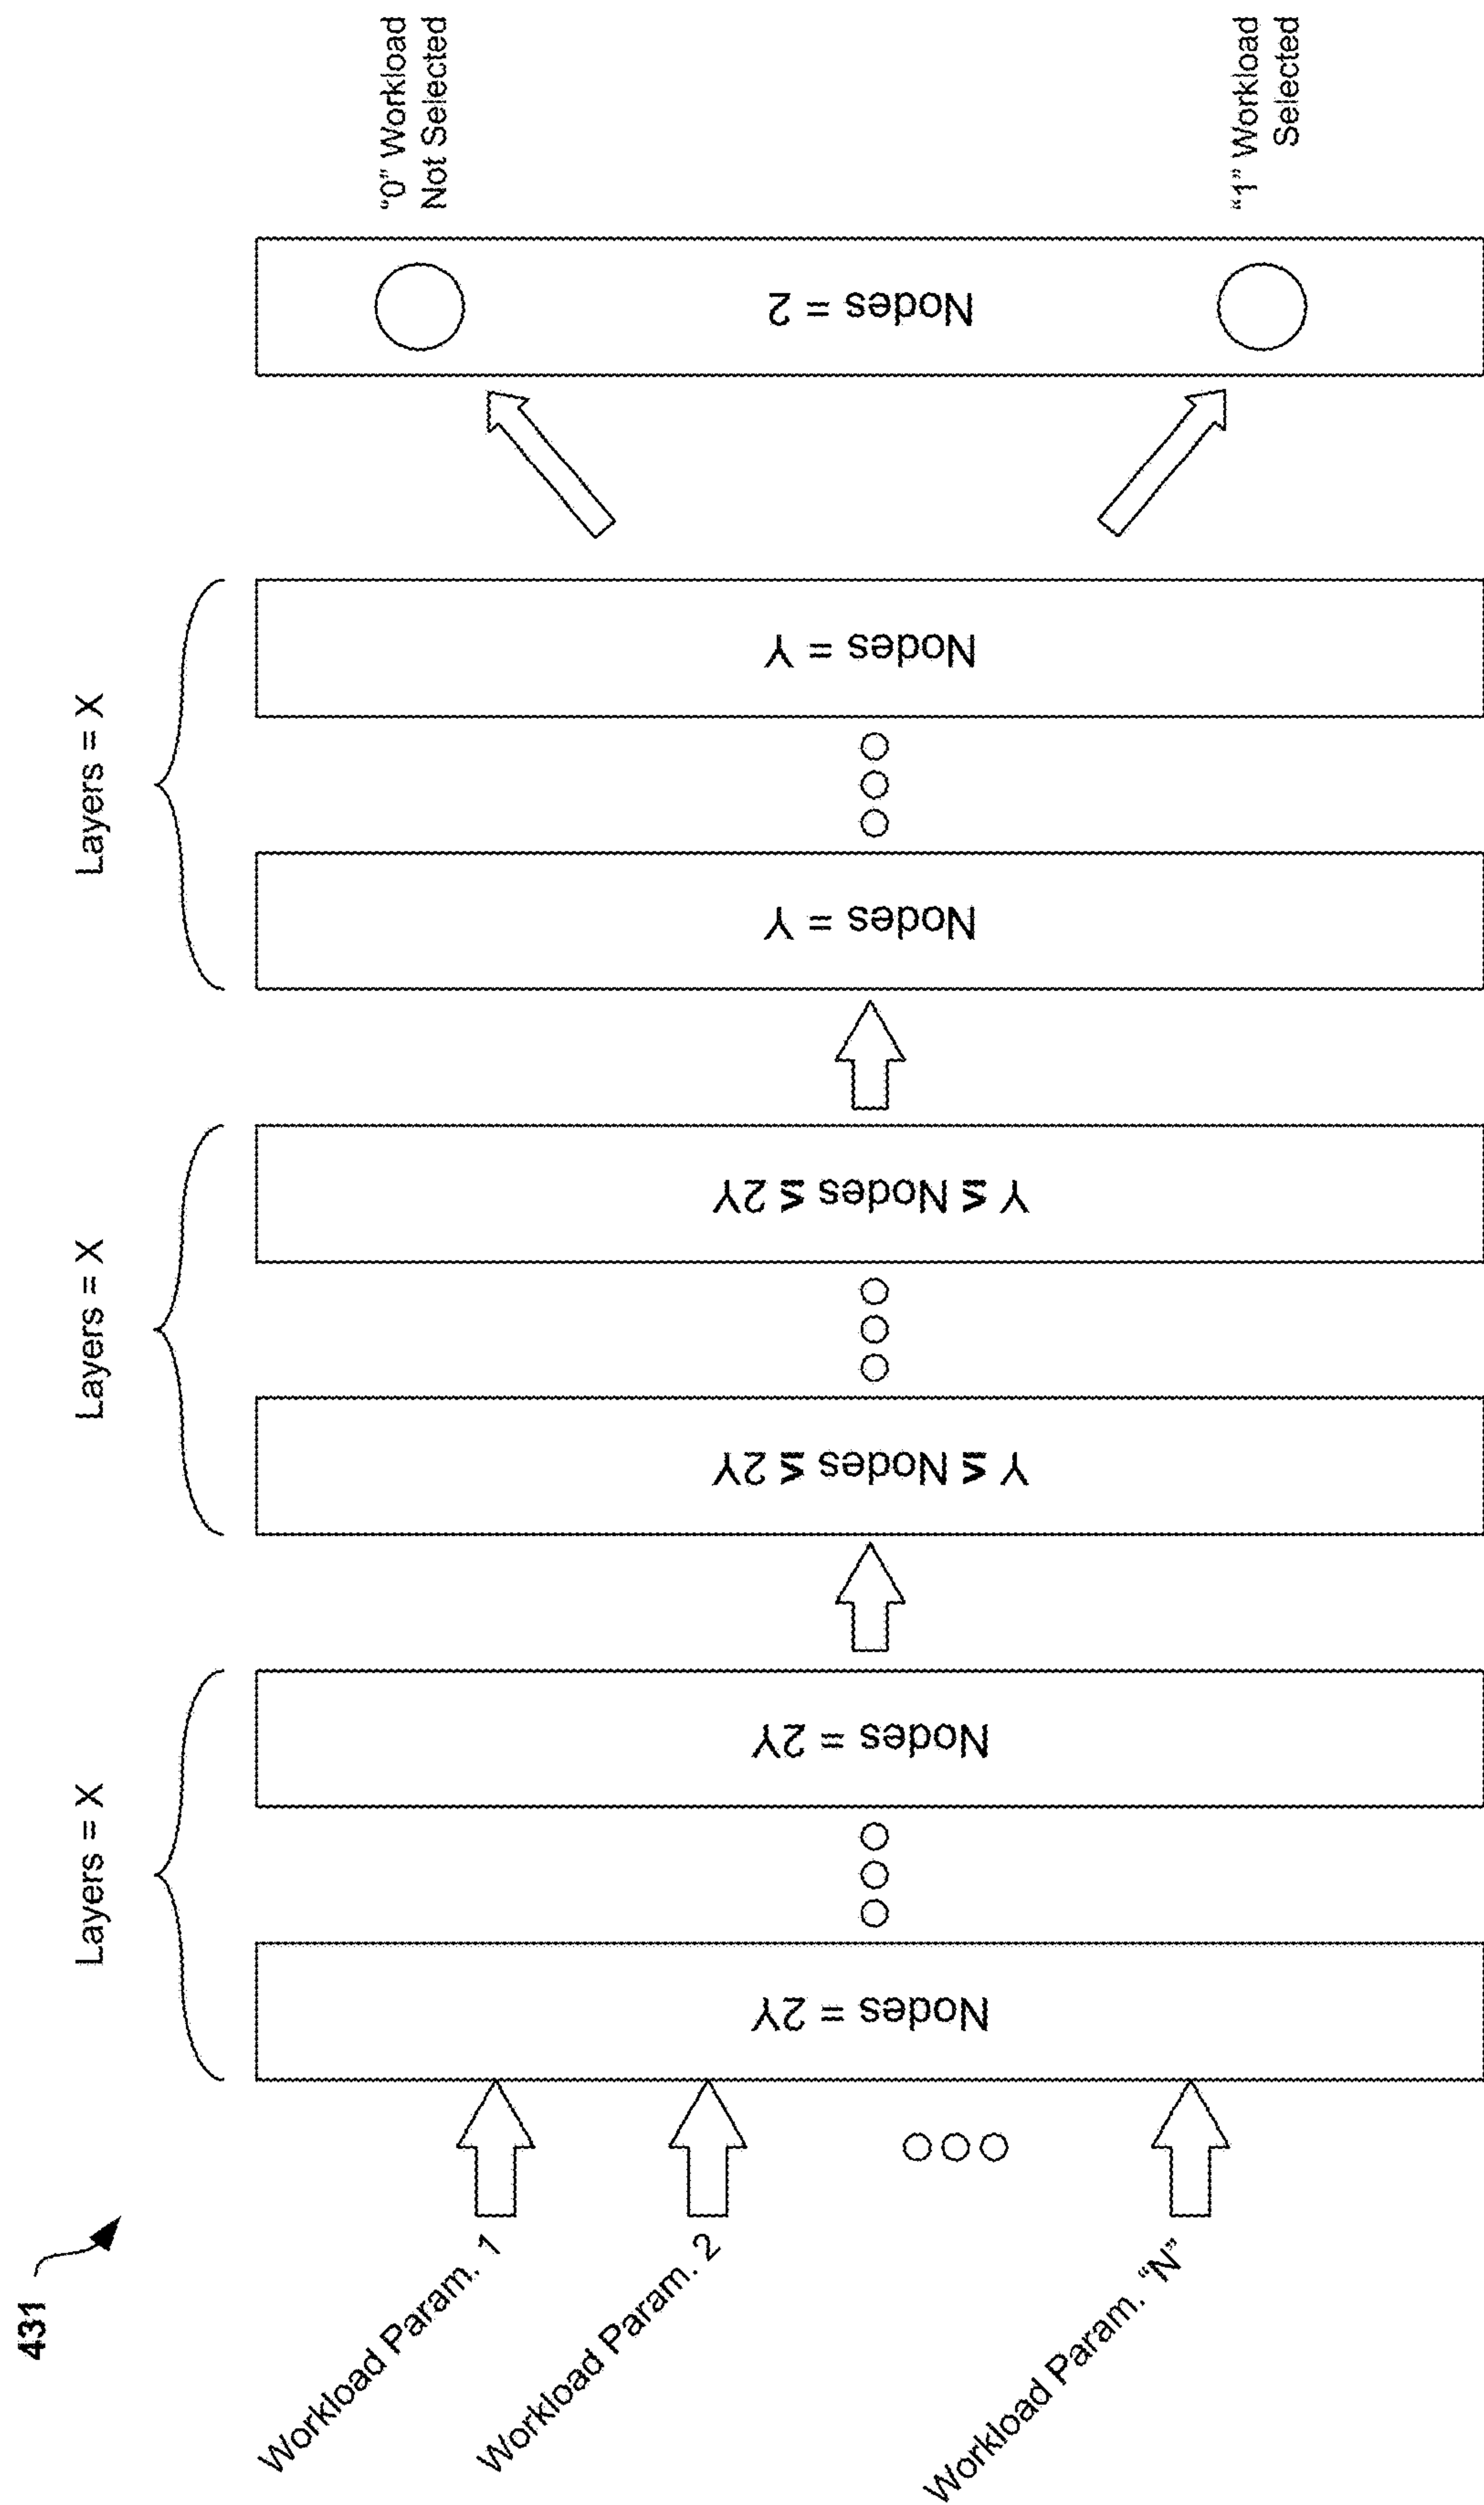 431
Layers = X
Layers = X
Layers = X
Workload Param. 1
Workload Param. 2
Workload Param. “N”
Nodes = 2Y
Nodes = 2Y
Y ≤ Nodes ≤ 2Y
Y ≤ Nodes ≤ 2Y
Nodes = Y
Nodes = Y
Nodes = 2
“0” Workload
Not Selected
“1” Workload
Selected